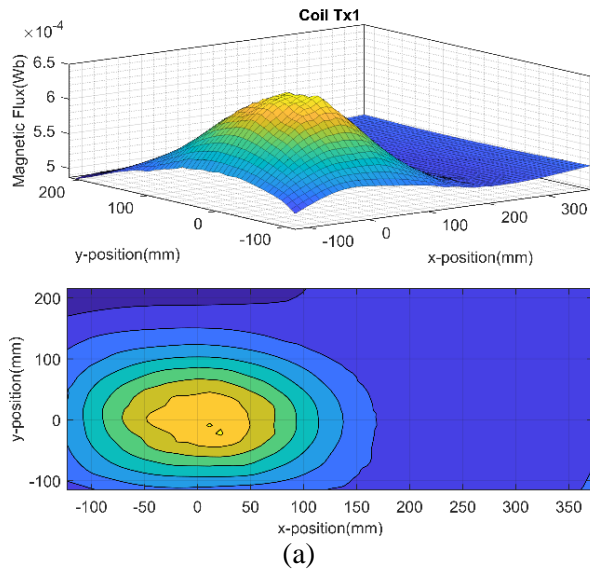 Coil Tx1
×10⁻⁴
6.5
6
5.5
5
Magnetic Flux(Wb)
200
100
0
-100
y-position(mm)
-100
0
100
200
300
x-position(mm)
200
100
0
-100
y-position(mm)
-100 -50 0 50 100 150 200 250 300 350
x-position(mm)
(a)